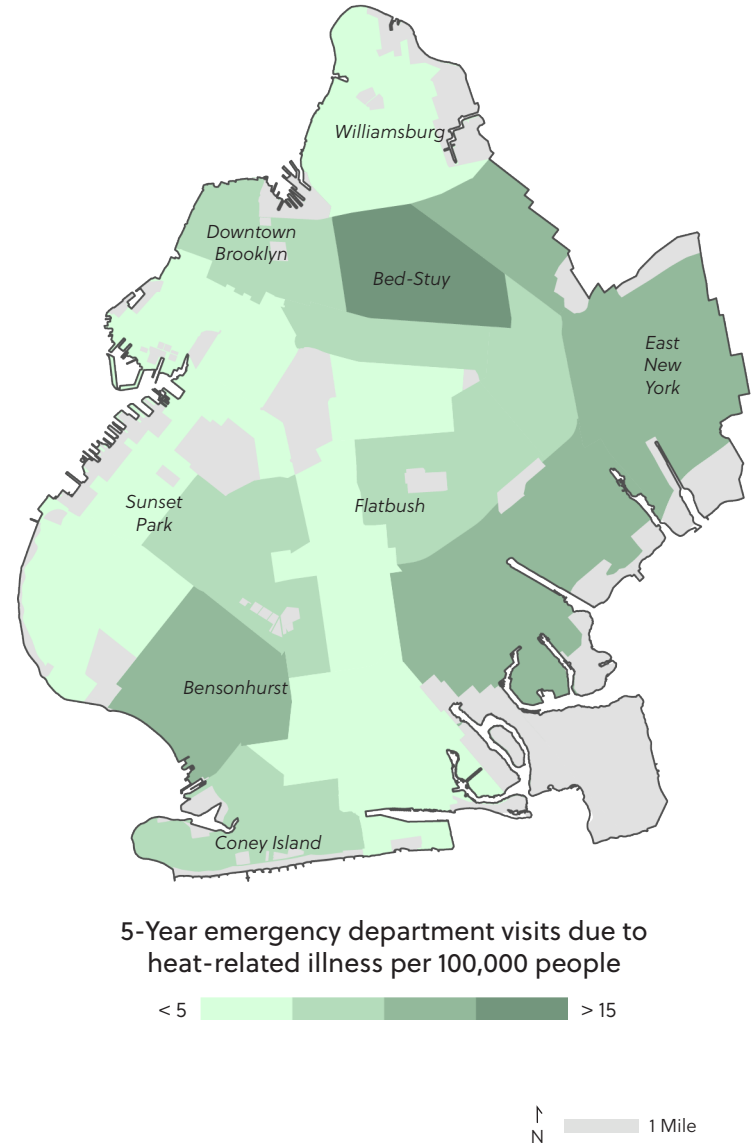 Williamsburg
Downtown
Brooklyn
Bed-Stuy
East
New
York
Sunset
Park
Flatbush
Bensonhurst
Coney Island
5-Year emergency department visits due to
heat-related illness per 100,000 people
< 5 > 15
N 1 Mile